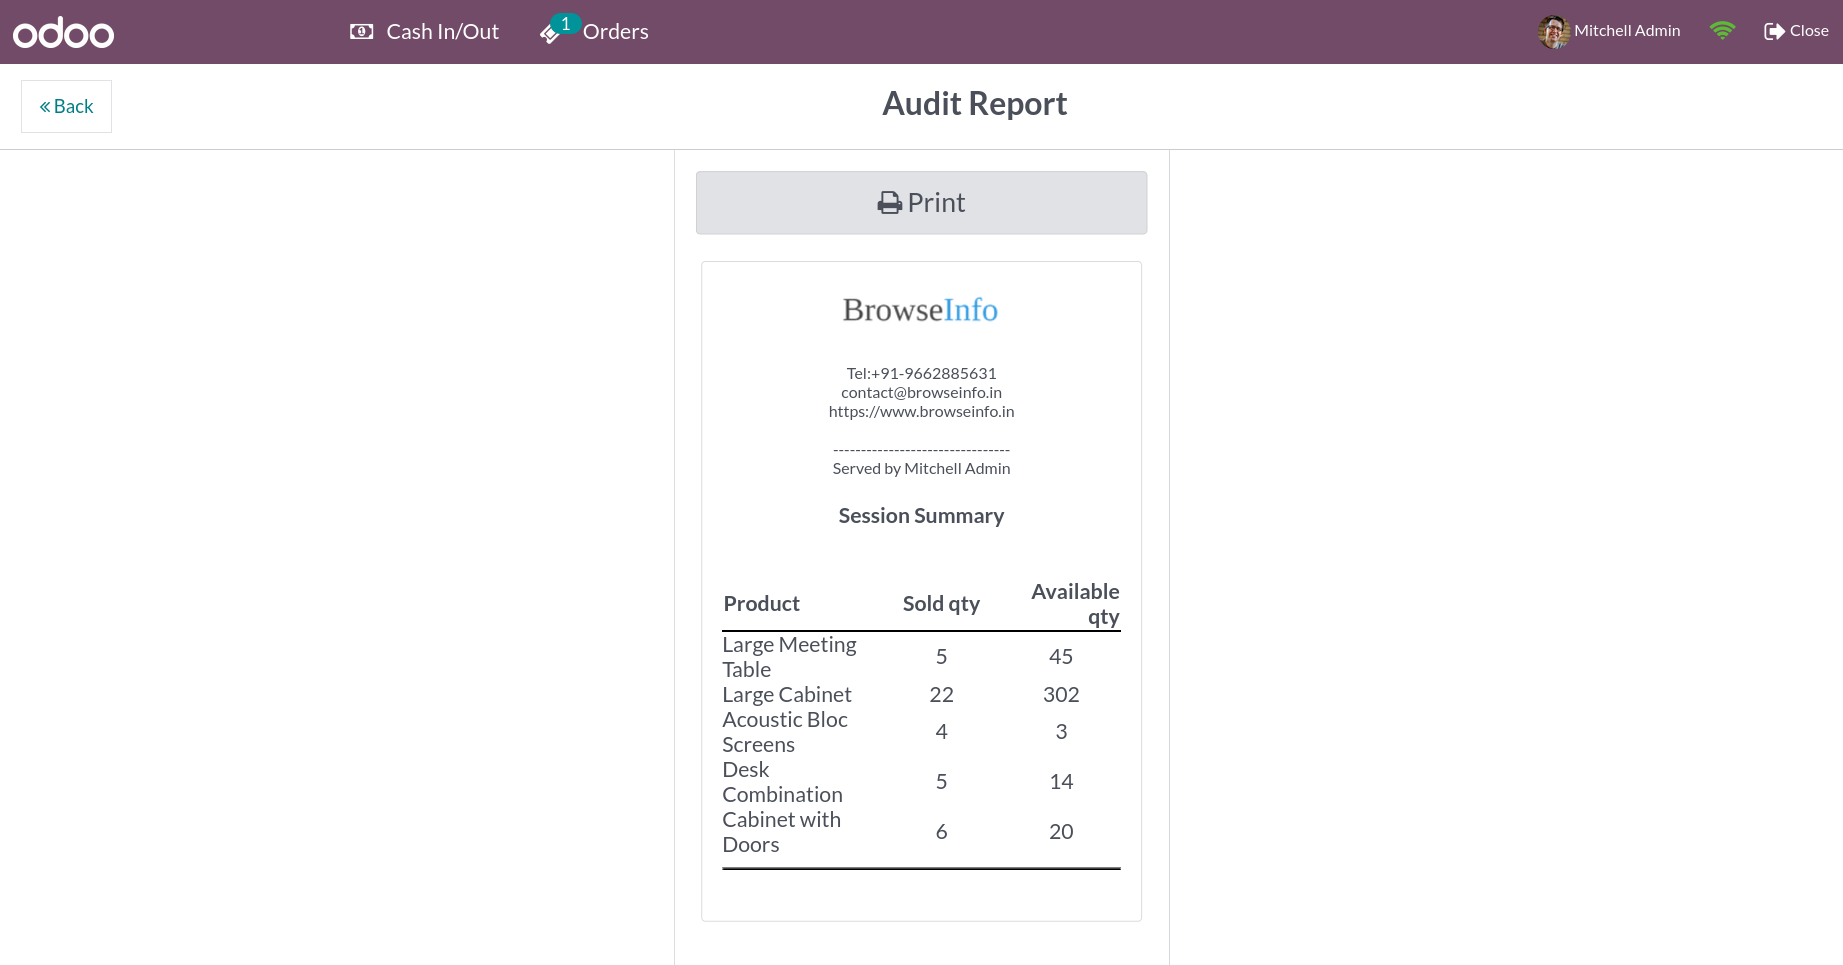 odoo
Cash In/Out
1
Orders
Mitchell Admin
Close
« Back
Audit Report
Print
BrowseInfo
Tel:+91-9662885631
contact@browseinfo.in
https://www.browseinfo.in
--------------------------------
Served by Mitchell Admin
Session Summary
Product Sold qty Available
qty
Large Meeting
Table 5 45
Large Cabinet 22 302
Acoustic Bloc
Screens 4 3
Desk
Combination 5 14
Cabinet with
Doors 6 20